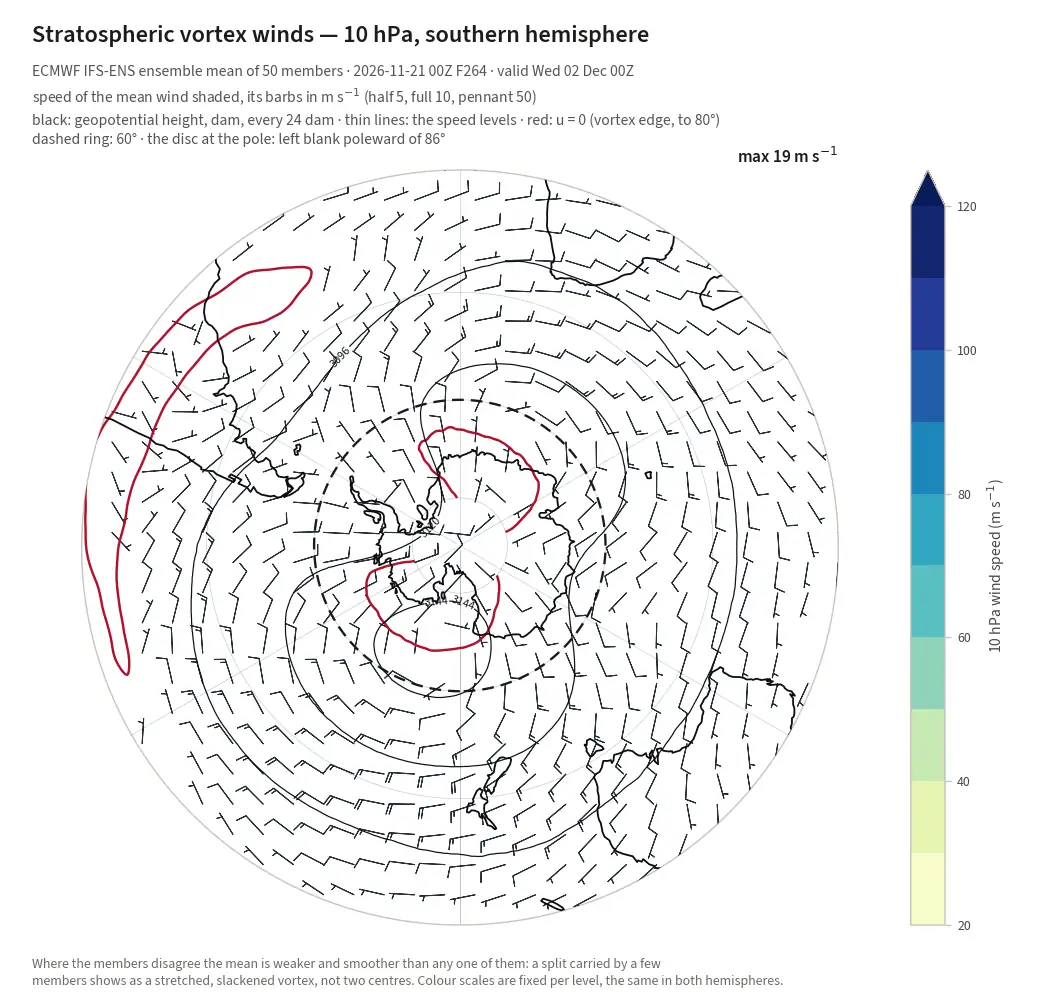 Stratospheric vortex winds — 10 hPa, southern hemisphere
ECMWF IFS-ENS ensemble mean of 50 members · 2026-11-21 00Z F264 · valid Wed 02 Dec 00Z
speed of the mean wind shaded, its barbs in m s⁻¹ (half 5, full 10, pennant 50)
black: geopotential height, dam, every 24 dam · thin lines: the speed levels · red: u = 0 (vortex edge, to 80°)
dashed ring: 60° · the disc at the pole: left blank poleward of 86°
max 19 m s⁻¹
120
100
80
60
40
20
10 hPa wind speed (m s⁻¹)
3096
3120
3144
3144
Where the members disagree the mean is weaker and smoother than any one of them: a split carried by a few
members shows as a stretched, slackened vortex, not two centres. Colour scales are fixed per level, the same in both hemispheres.